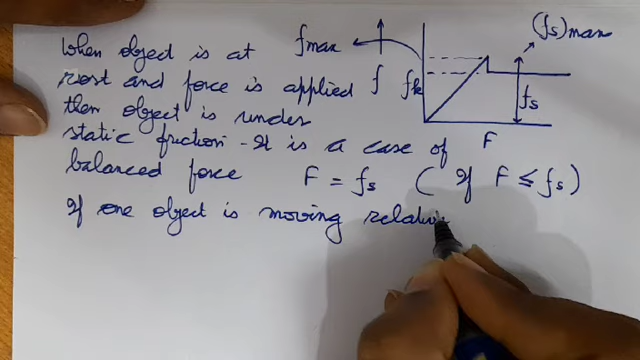 When object is at
rest and force is applied
then object is under
static friction - It is a case of
balanced force F = fs ( If F ≤ fs)
If one object is moving relativ
fmax
(fs)max
f
fk
fs
F